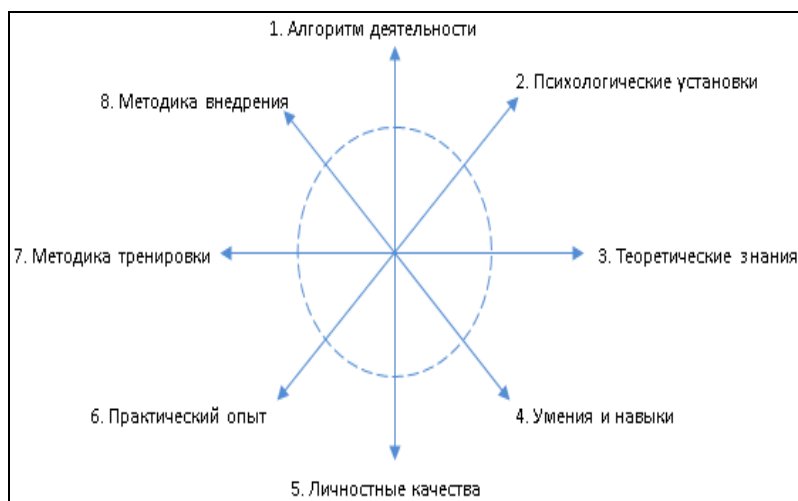 1. Алгоритм деятельности
2. Психологические установки
3. Теоретические знания
4. Умения и навыки
5. Личностные качества
6. Практический опыт
7. Методика тренировки
8. Методика внедрения